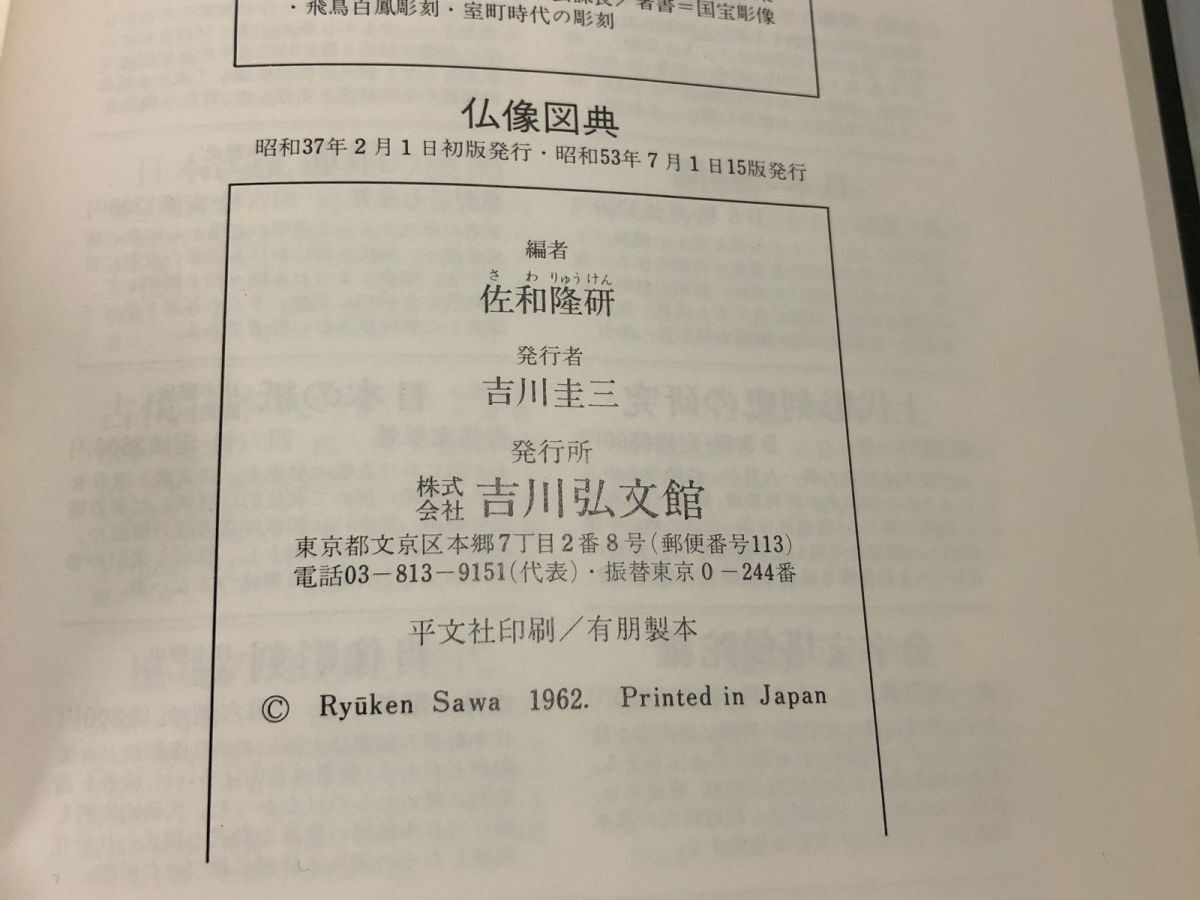 課長／著書＝国宝彫像
・飛鳥白鳳彫刻・室町時代の彫刻
仏像図典
昭和37年2月1日初版発行・昭和53年7月1日15版発行
編者
さわりゅうけん
佐和隆研
発行者
吉川圭三
発行所
株式会社 吉川弘文館
東京都文京区本郷7丁目2番8号(郵便番号113)
電話03-813-9151(代表)・振替東京0-244番
平文社印刷／有朋製本
© Ryūken Sawa 1962. Printed in Japan